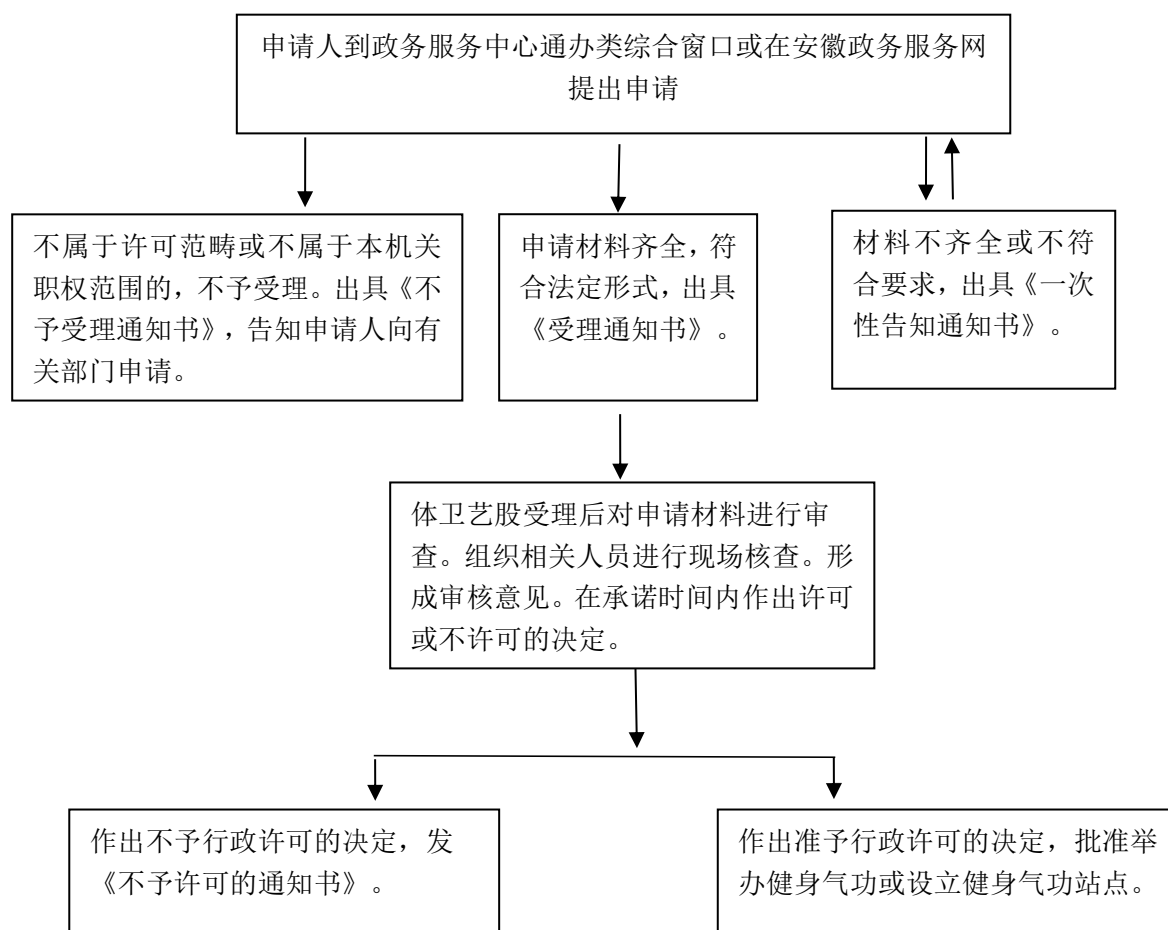 申请人到政务服务中心通办类综合窗口或在安徽政务服务网
提出申请
不属于许可范畴或不属于本机关
职权范围的，不予受理。出具《不
予受理通知书》，告知申请人向有
关部门申请。
申请材料齐全，符
合法定形式，出具
《受理通知书》。
材料不齐全或不符
合要求，出具《一次
性告知通知书》。
体卫艺股受理后对申请材料进行审
查。组织相关人员进行现场核查。形
成审核意见。在承诺时间内作出许可
或不许可的决定。
作出不予行政许可的决定，发
《不予许可的通知书》。
作出准予行政许可的决定，批准举
办健身气功或设立健身气功站点。